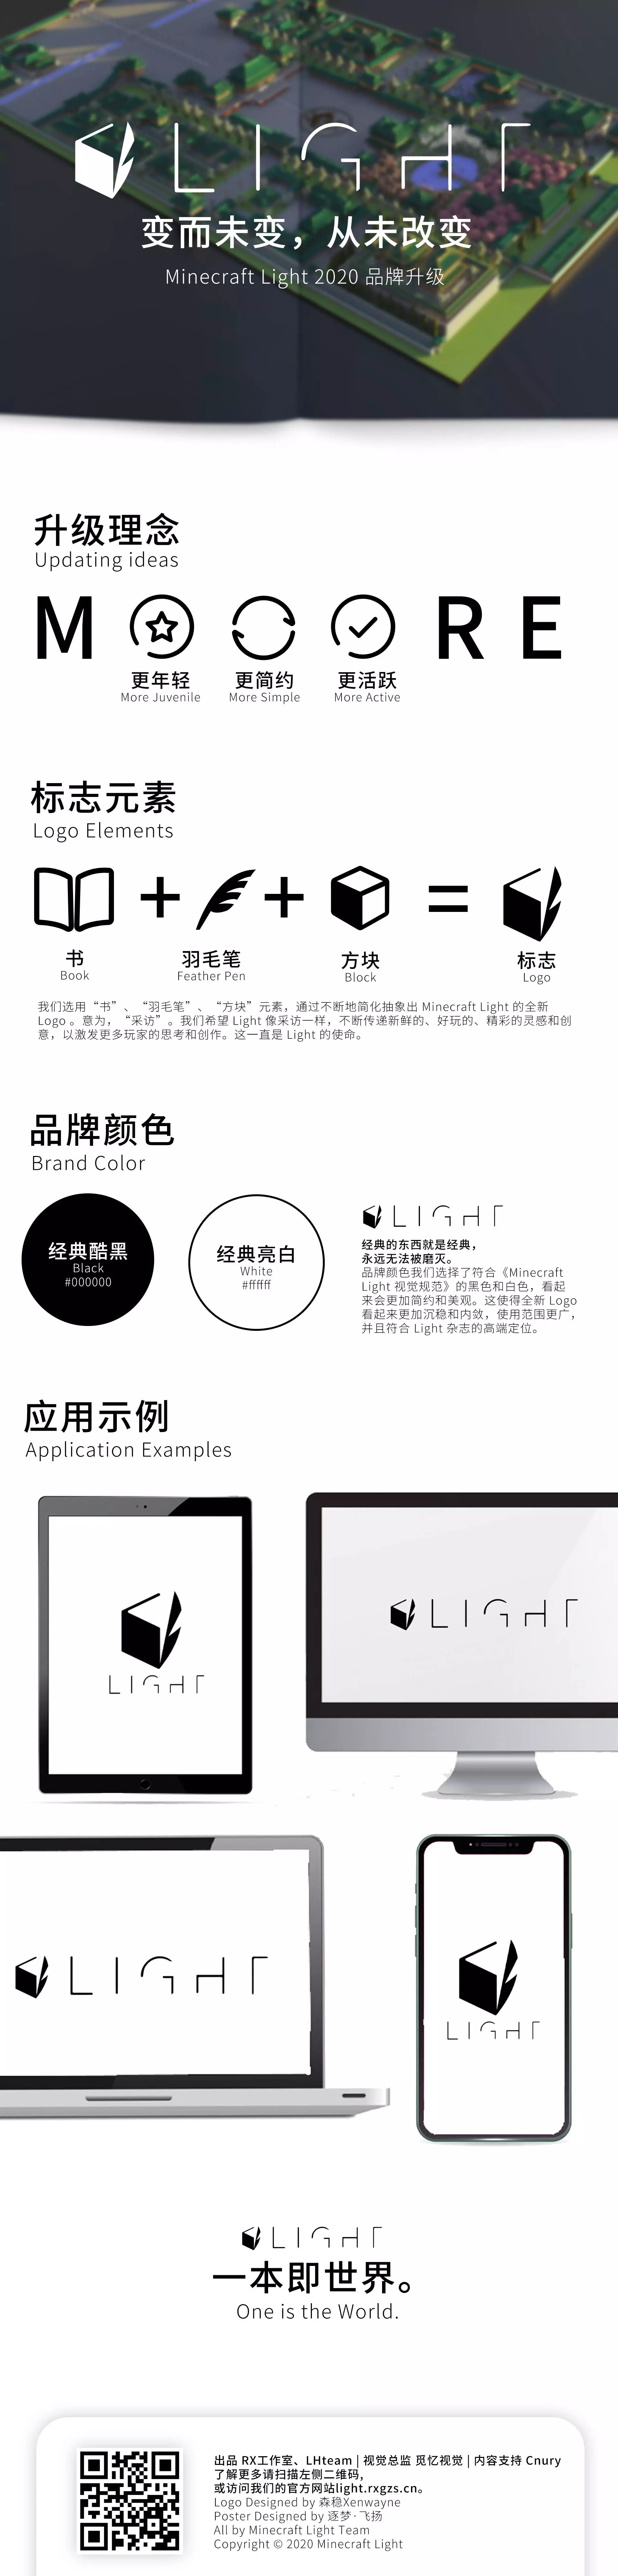 LIGHT
变而未变，从未改变
Minecraft Light 2020 品牌升级
升级理念
Updating ideas
M RE
更年轻 更简约 更活跃
More Juvenile More Simple More Active
标志元素
Logo Elements
书 羽毛笔 方块 标志
Book Feather Pen Block Logo
我们选用“书”、“羽毛笔”、“方块”元素，通过不断地简化抽象出 Minecraft Light 的全新
Logo 。意为，“采访”。我们希望 Light 像采访一样，不断传递新鲜的、好玩的、精彩的灵感和创
意，以激发更多玩家的思考和创作。这一直是 Light 的使命。
品牌颜色
Brand Color
经典酷黑
Black
#000000
经典亮白
White
#ffffff
LIGHT
经典的东西就是经典，
永远无法被磨灭。
品牌颜色我们选择了符合《Minecraft
Light 视觉规范》的黑色和白色，看起
来会更加简约和美观。这使得全新 Logo
看起来更加沉稳和内敛，使用范围更广，
并且符合 Light 杂志的高端定位。
应用示例
Application Examples
LIGHT
LIGHT
LIGHT
LIGHT
LIGHT
一本即世界。
One is the World.
出品 RX工作室、LHteam | 视觉总监 觅忆视觉 | 内容支持 Cnury
了解更多请扫描左侧二维码，
或访问我们的官方网站light.rxgzs.cn。
Logo Designed by 森稳Xenwayne
Poster Designed by 逐梦·飞扬
All by Minecraft Light Team
Copyright © 2020 Minecraft Light